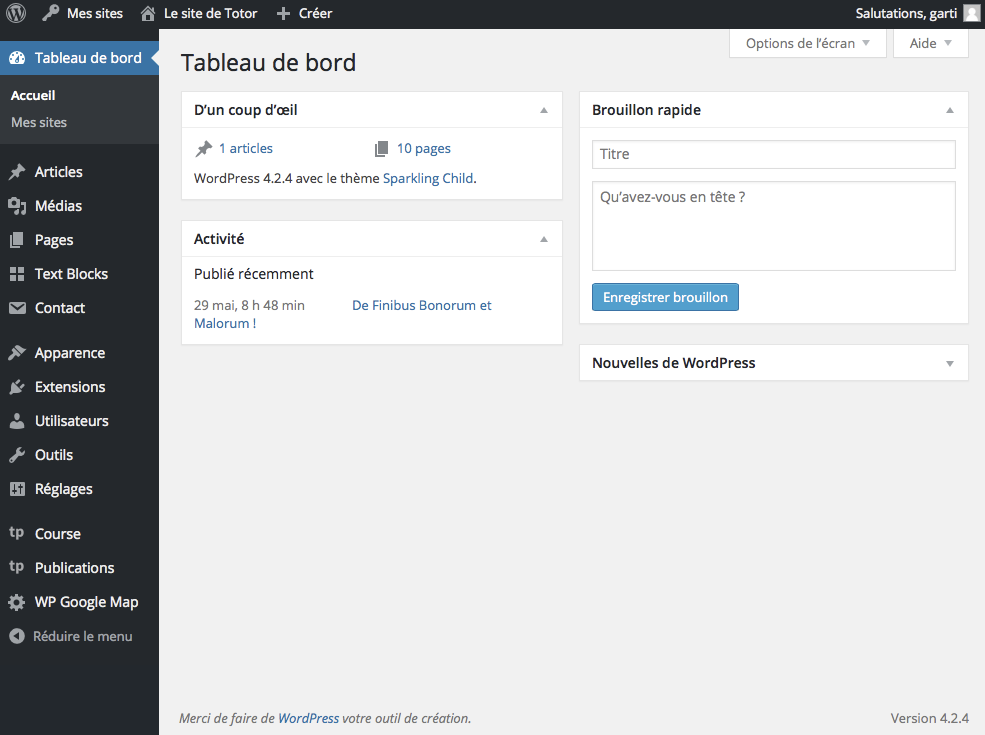 Mes sites
Le site de Totor
Créer
Salutations, garti
Tableau de bord
Accueil
Mes sites
Articles
Médias
Pages
Text Blocks
Contact
Apparence
Extensions
Utilisateurs
Outils
Réglages
tp Course
tp Publications
WP Google Map
Réduire le menu
Options de l’écran
Aide
Tableau de bord
D’un coup d’œil
1 articles
10 pages
WordPress 4.2.4 avec le thème Sparkling Child.
Activité
Publié récemment
29 mai, 8 h 48 min De Finibus Bonorum et
Malorum !
Brouillon rapide
Titre
Qu’avez-vous en tête ?
Enregistrer brouillon
Nouvelles de WordPress
Merci de faire de WordPress votre outil de création.
Version 4.2.4